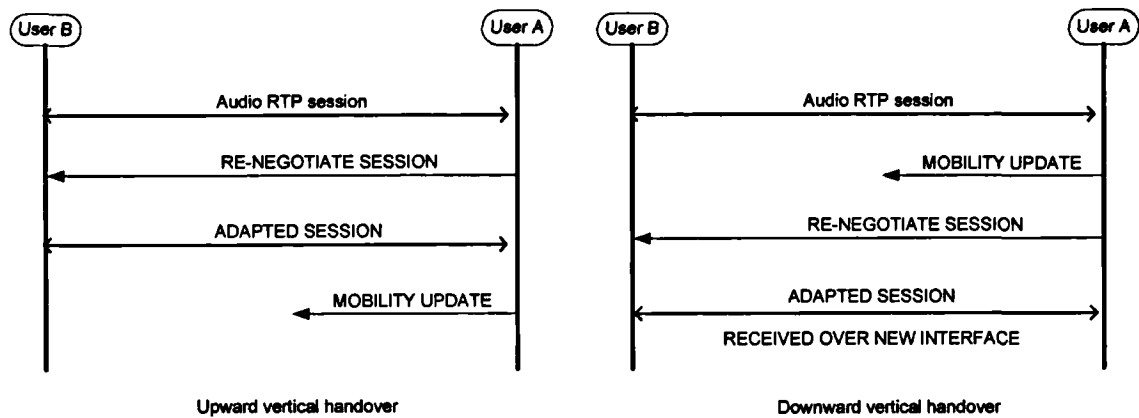 User B
User A
Audio RTP session
RE-NEGOTIATE SESSION
ADAPTED SESSION
MOBILITY UPDATE
Upward vertical handover
User B
User A
Audio RTP session
MOBILITY UPDATE
RE-NEGOTIATE SESSION
ADAPTED SESSION
RECEIVED OVER NEW INTERFACE
Downward vertical handover